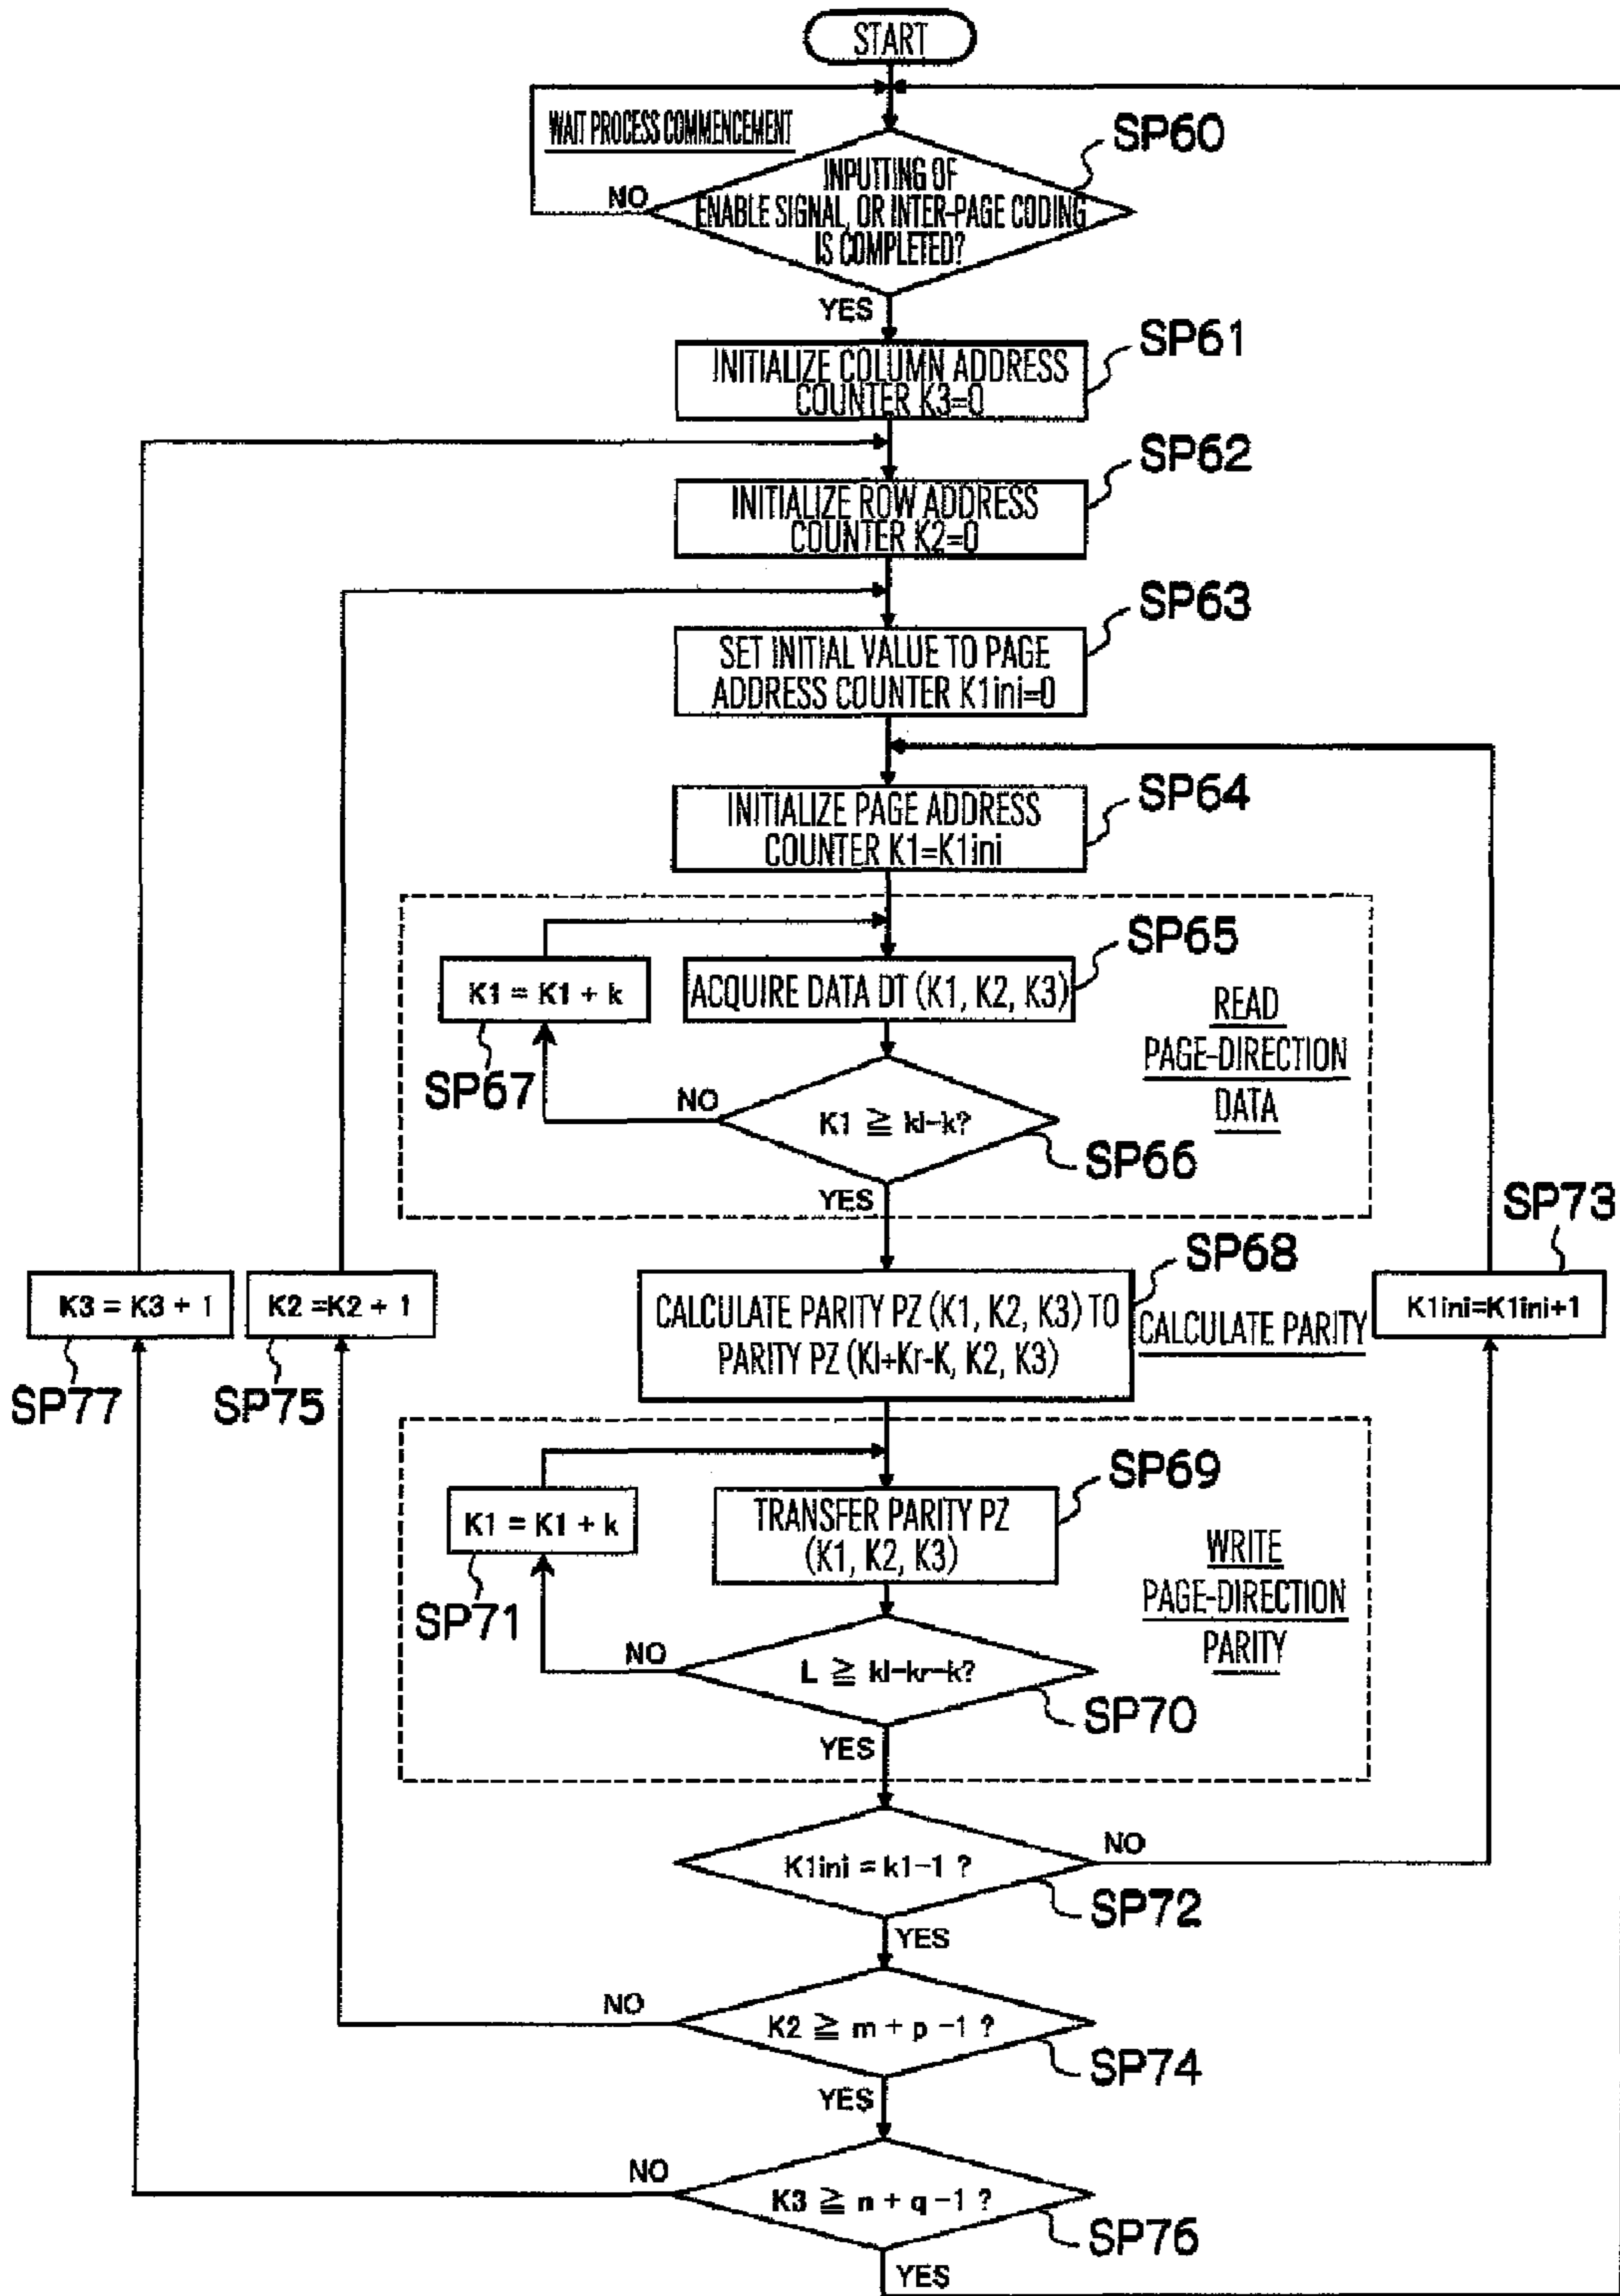 START
WAIT PROCESS COMMENCEMENT
SP60
INPUTTING OF
ENABLE SIGNAL, OR INTER-PAGE CODING
IS COMPLETED?
NO
YES
SP61
INITIALIZE COLUMN ADDRESS
COUNTER K3=0
SP62
INITIALIZE ROW ADDRESS
COUNTER K2=0
SP63
SET INITIAL VALUE TO PAGE
ADDRESS COUNTER K1ini=0
SP64
INITIALIZE PAGE ADDRESS
COUNTER K1=K1ini
SP65
K1 = K1 + k
ACQUIRE DATA DT (K1, K2, K3)
READ
PAGE-DIRECTION
DATA
SP67
NO
K1 ≧ kl-k?
SP66
YES
SP73
SP68
K3 = K3 + 1
K2 =K2 + 1
CALCULATE PARITY PZ (K1, K2, K3) TO
PARITY PZ (Kl+Kr-K, K2, K3)
CALCULATE PARITY
K1ini=K1ini+1
SP77
SP75
SP69
K1 = K1 + k
TRANSFER PARITY PZ
(K1, K2, K3)
WRITE
PAGE-DIRECTION
PARITY
SP71
NO
L ≧ kl-kr-k?
SP70
YES
K1ini = k1-1 ?
NO
SP72
YES
NO
K2 ≧ m + p -1 ?
SP74
YES
NO
K3 ≧ n + q -1 ?
SP76
YES